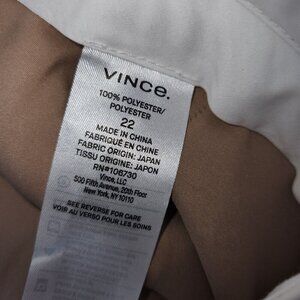 VINCE.
100% POLYESTER/
POLYESTER
22
MADE IN CHINA
FABRIQUÉ EN CHINE
FABRIC ORIGIN: JAPAN
TISSU ORIGINE: JAPON
RN#106730
Vince, LLC
500 Fifth Avenue, 20th Floor
New York, NY 10110
SEE REVERSE FOR CARE
VOIR AU VERSO POUR LES SOINS